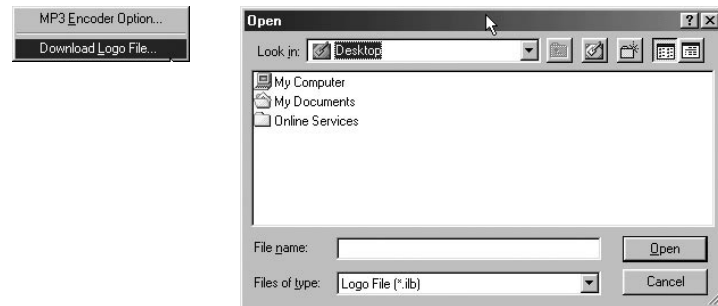 MP3 Encoder Option...
Download Logo File...
Open
Look in:
Desktop
My Computer
My Documents
Online Services
File name:
Open
Files of type:
Logo File (*.ilb)
Cancel